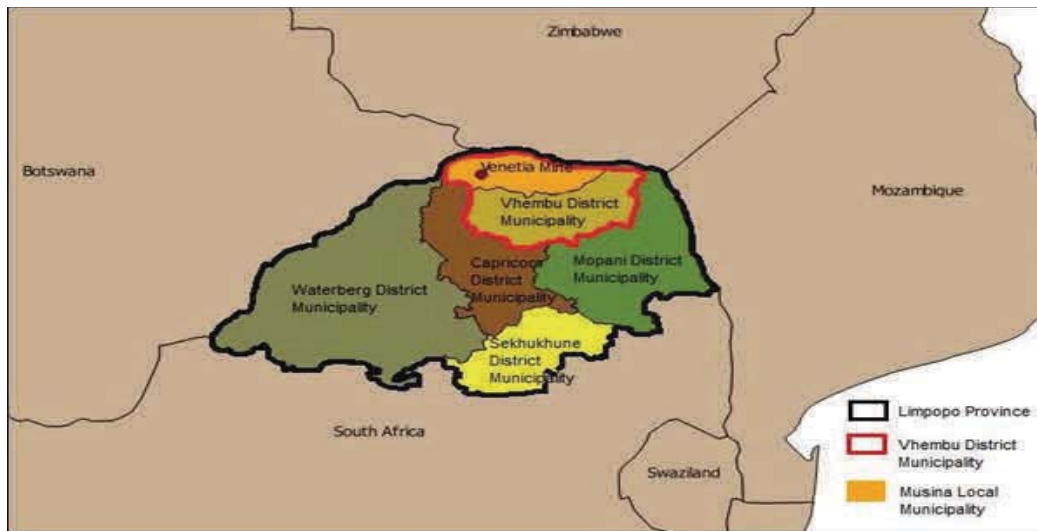 Zimbabwe
Botswana
Venetia Mine
Mozambique
Vhembu District
Municipality
Capricorn
District
Municipality
Mopani District
Municipality
Waterberg District
Municipality
Sekhukhune
District
Municipality
South Africa
Swaziland
Limpopo Province
Vhembu District
Municipality
Musina Local
Municipality